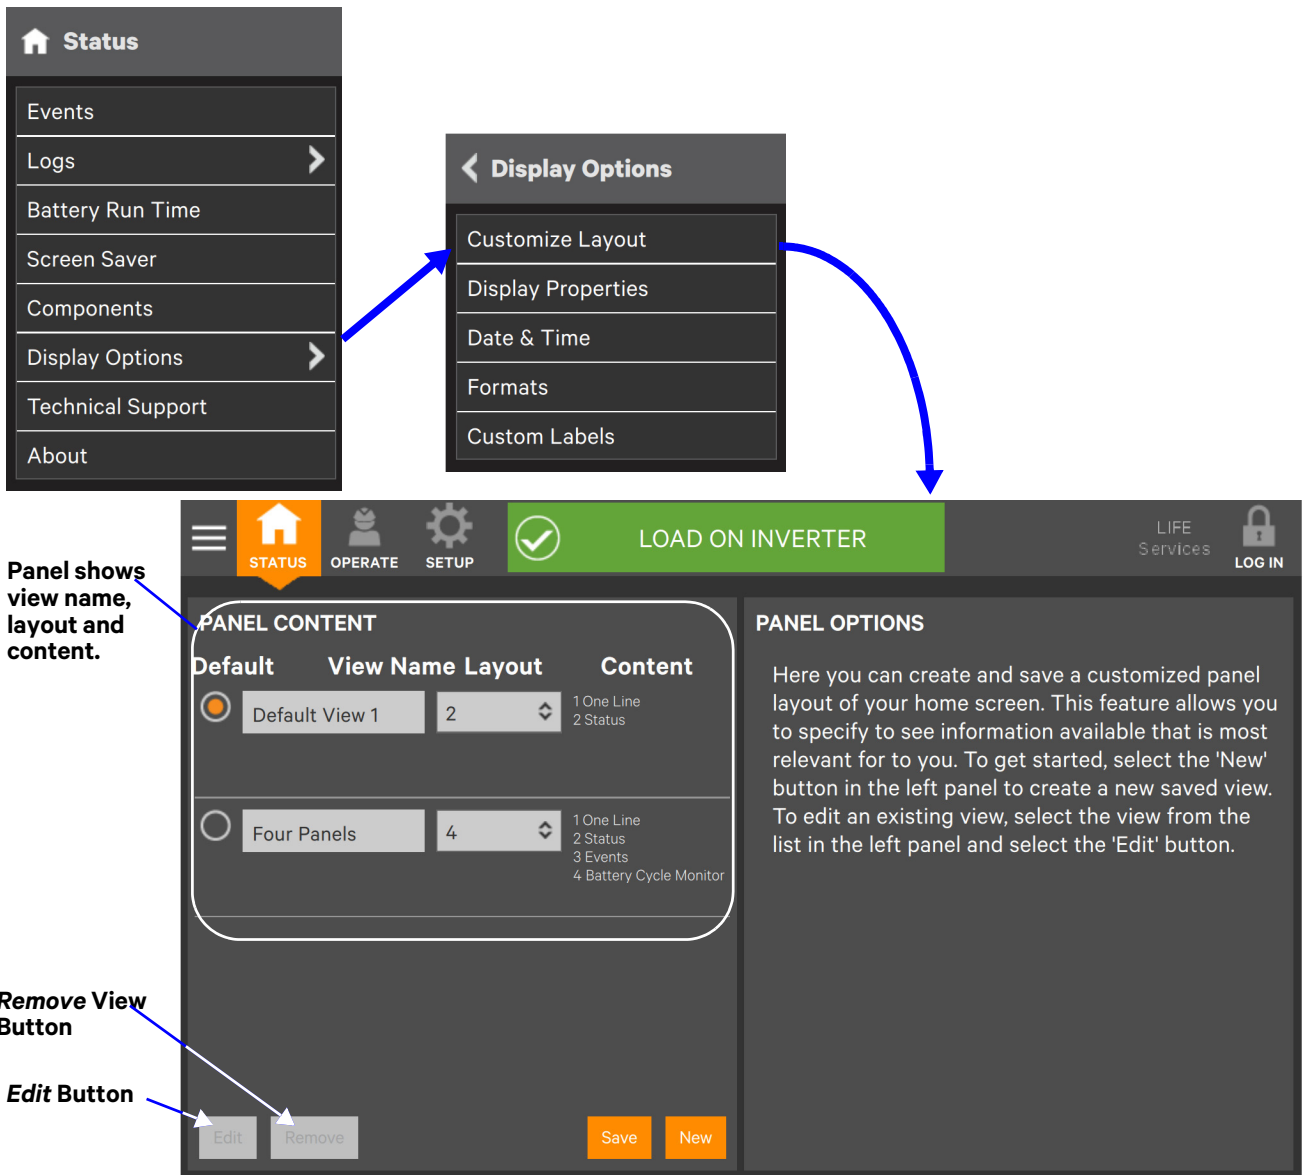 Status
Events
Logs
Battery Run Time
Screen Saver
Components
Display Options
Technical Support
About
Display Options
Customize Layout
Display Properties
Date & Time
Formats
Custom Labels
STATUS
OPERATE
SETUP
LOAD ON INVERTER
LIFE
Services
LOG IN
Panel shows
view name,
layout and
content.
PANEL CONTENT
Default View Name Layout Content
Default View 1
2
1 One Line
2 Status
Four Panels
4
1 One Line
2 Status
3 Events
4 Battery Cycle Monitor
PANEL OPTIONS
Here you can create and save a customized panel
layout of your home screen. This feature allows you
to specify to see information available that is most
relevant for to you. To get started, select the 'New'
button in the left panel to create a new saved view.
To edit an existing view, select the view from the
list in the left panel and select the 'Edit' button.
Remove View
Button
Edit Button
Edit
Remove
Save
New